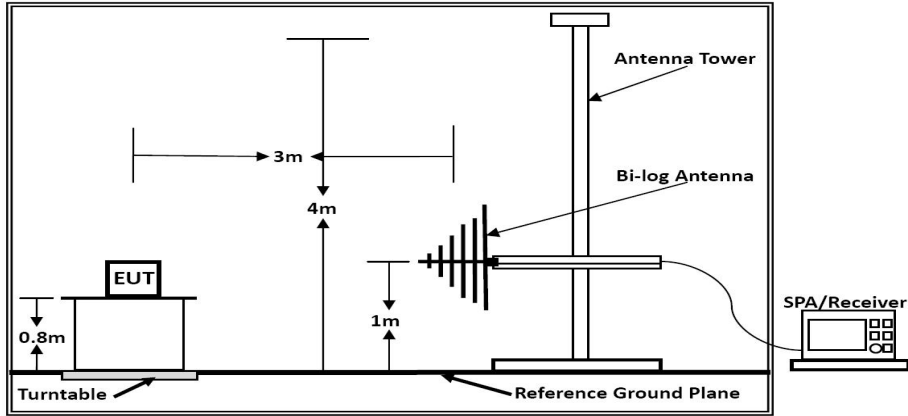 Antenna Tower
3m
Bi-log Antenna
4m
EUT
SPA/Receiver
0.8m
1m
Turntable
Reference Ground Plane